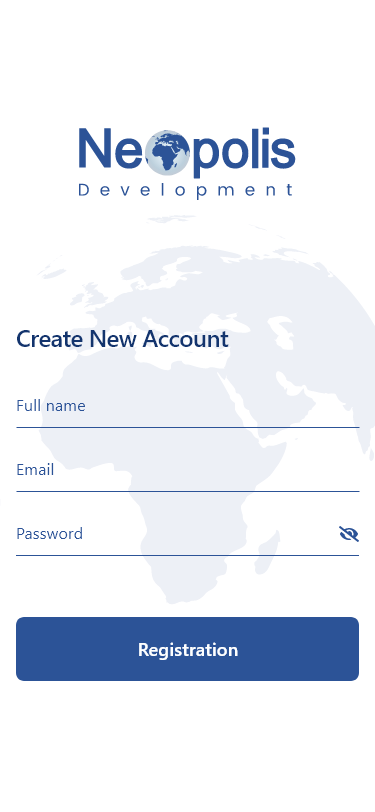 Neopolis
Development
Create New Account
Full name
Email
Password
Registration